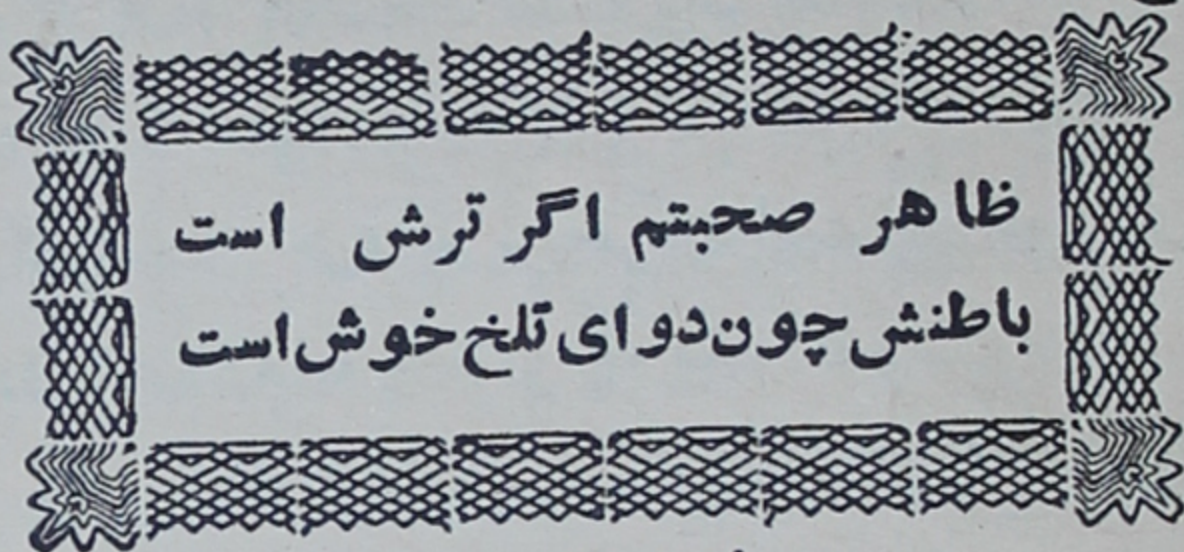 ظاهر صحبتم اگر ترش است
باطنش چون دوای تلخ خوش است